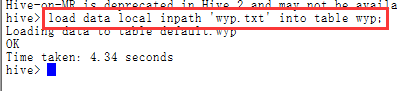 Hive-on-MR is deprecated in Hive 2 and may not be availa
hive> load data local inpath 'wyp.txt' into table wyp;
Loading data to table default.wyp
OK
Time taken: 4.34 seconds
hive>